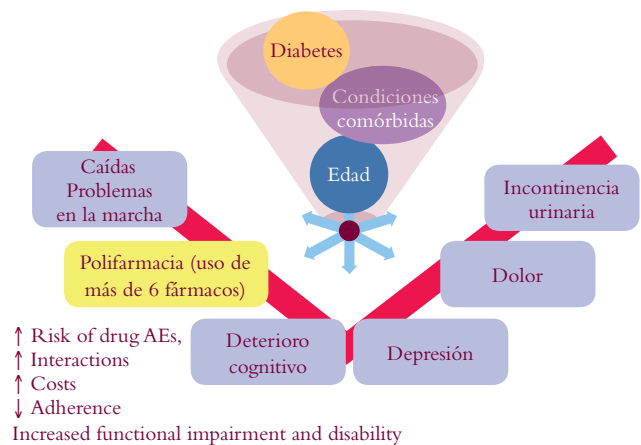 Diabetes
Condiciones
comórbidas
Edad
Caídas
Problemas
en la marcha
Incontinencia
urinaria
Polifarmacia (uso de
más de 6 fármacos)
Dolor
Deterioro
cognitivo
Depresión
↑ Risk of drug AEs,
↑ Interactions
↑ Costs
↓ Adherence
Increased functional impairment and disability